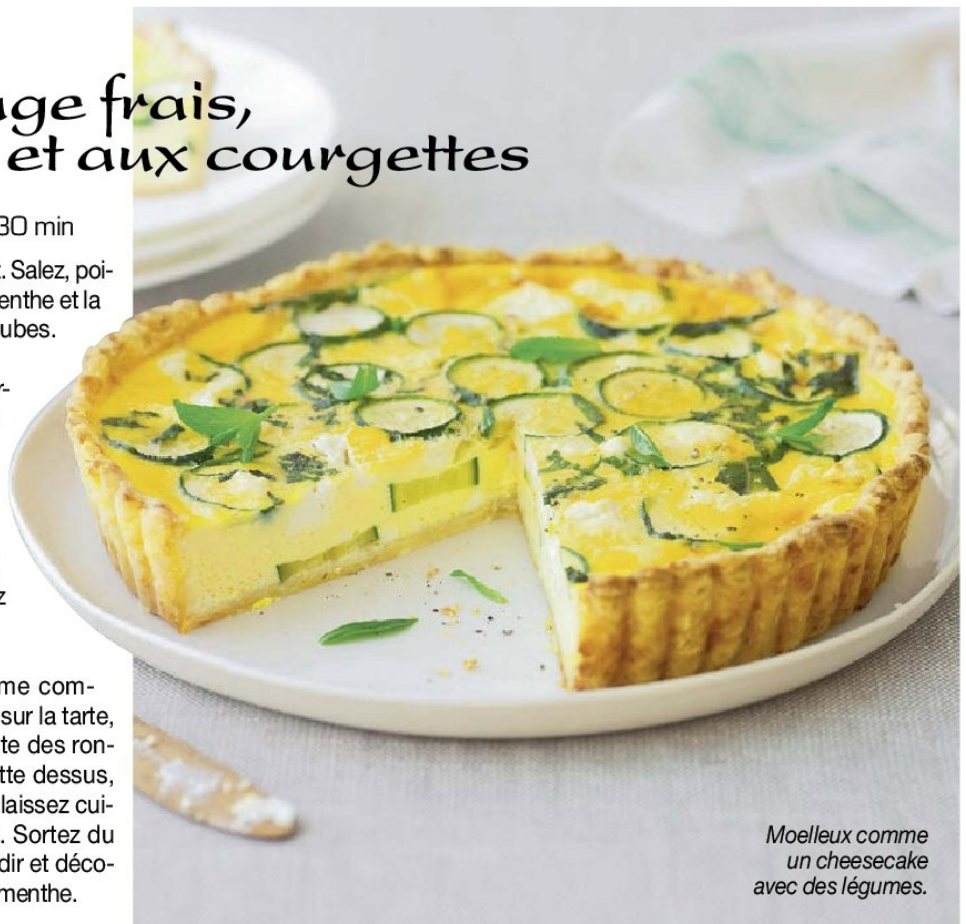 age frais,
et aux courgettes
30 min
t. Salez, poi-
enthe et la
ubes.
r-
z
me com-
sur la tarte,
te des ron-
tte dessus,
laissez cui-
. Sortez du
dir et déco-
menthe.
Moelleux comme
un cheesecake
avec des légumes.